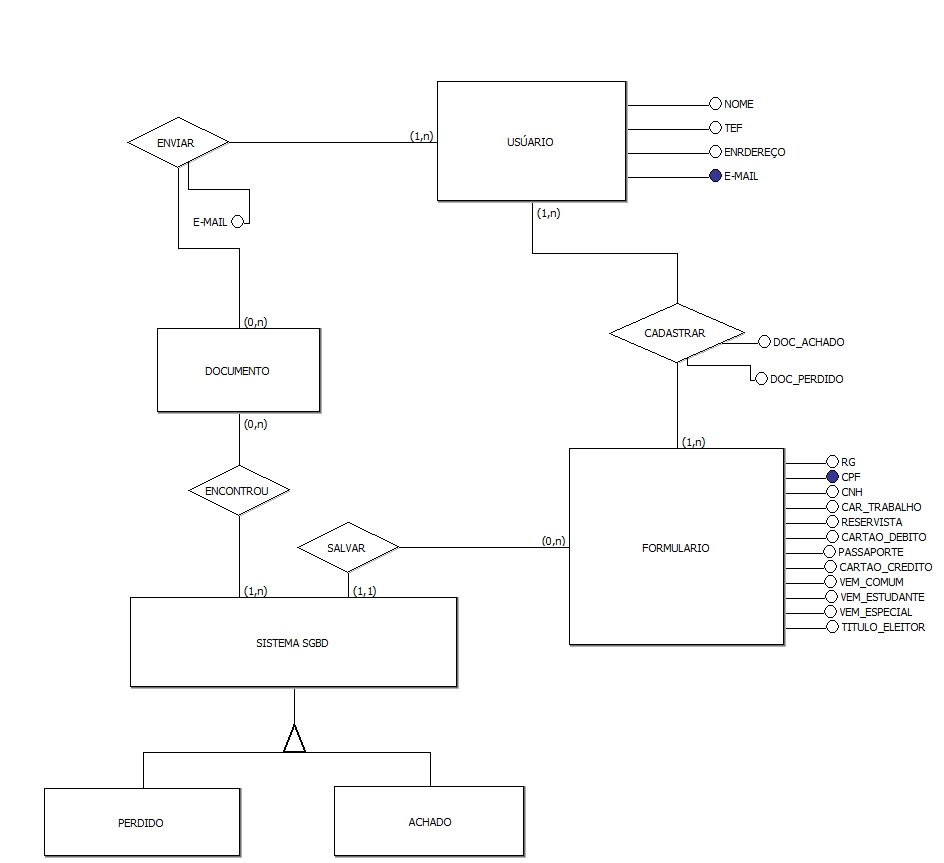 NOME
TEF
ENRDEREÇO
E-MAIL
USÚARIO
(1,n)
ENVIAR
(1,n)
E-MAIL
(0,n)
DOCUMENTO
(0,n)
CADASTRAR
DOC_ACHADO
DOC_PERDIDO
(1,n)
ENCONTROU
SALVAR
(0,n)
FORMULARIO
RG
CPF
CNH
CAR_TRABALHO
RESERVISTA
CARTAO_DEBITO
PASSAPORTE
CARTAO_CREDITO
VEM_COMUM
VEM_ESTUDANTE
VEM_ESPECIAL
TITULO_ELEITOR
(1,n)
(1,1)
SISTEMA SGBD
PERDIDO
ACHADO